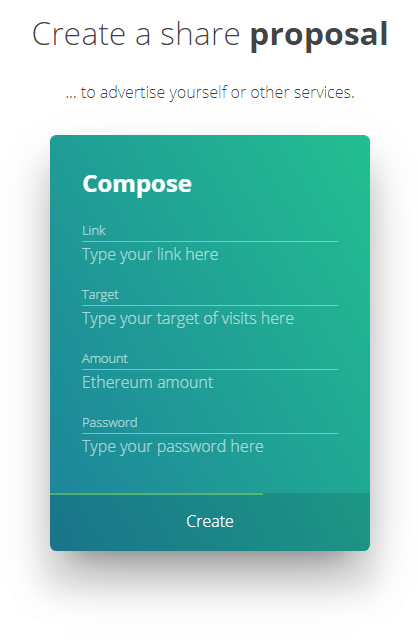 Create a share proposal
... to advertise yourself or other services.
Compose
Link
Type your link here
Target
Type your target of visits here
Amount
Ethereum amount
Password
Type your password here
Create